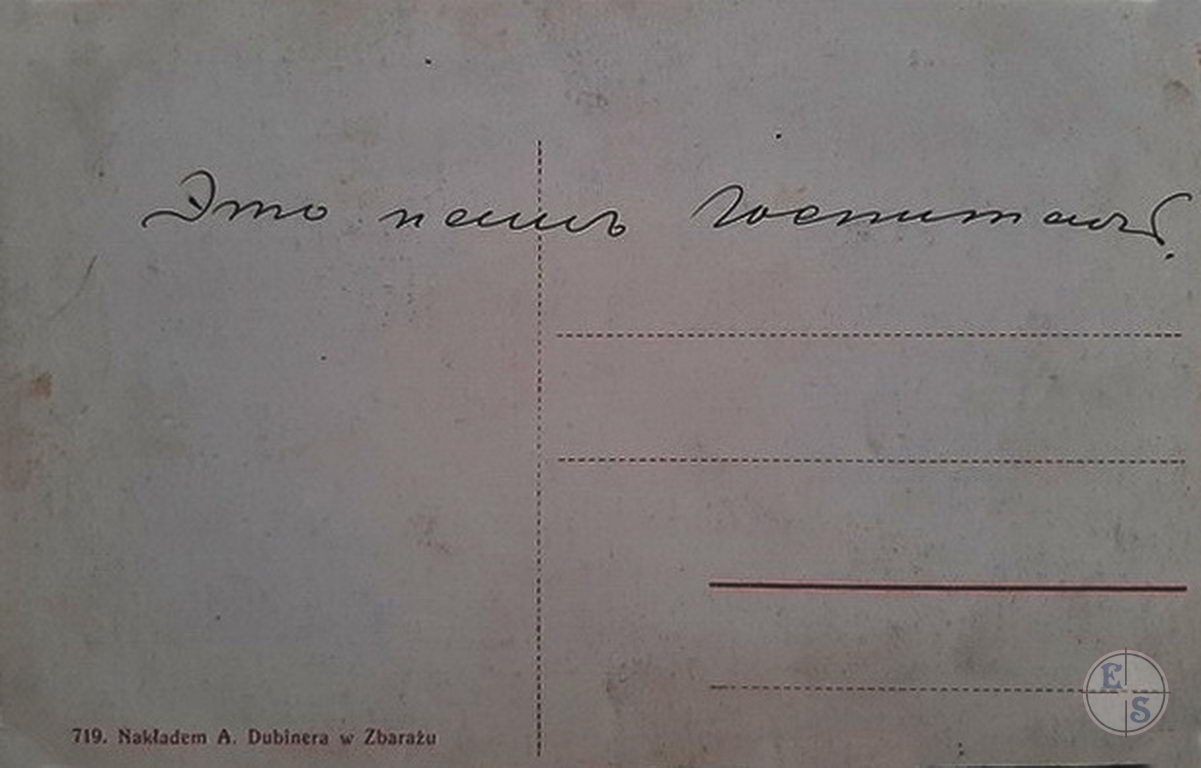 Это нашъ госпиталь.
719. Nakładem A. Dubinera w Zbarażu
E S